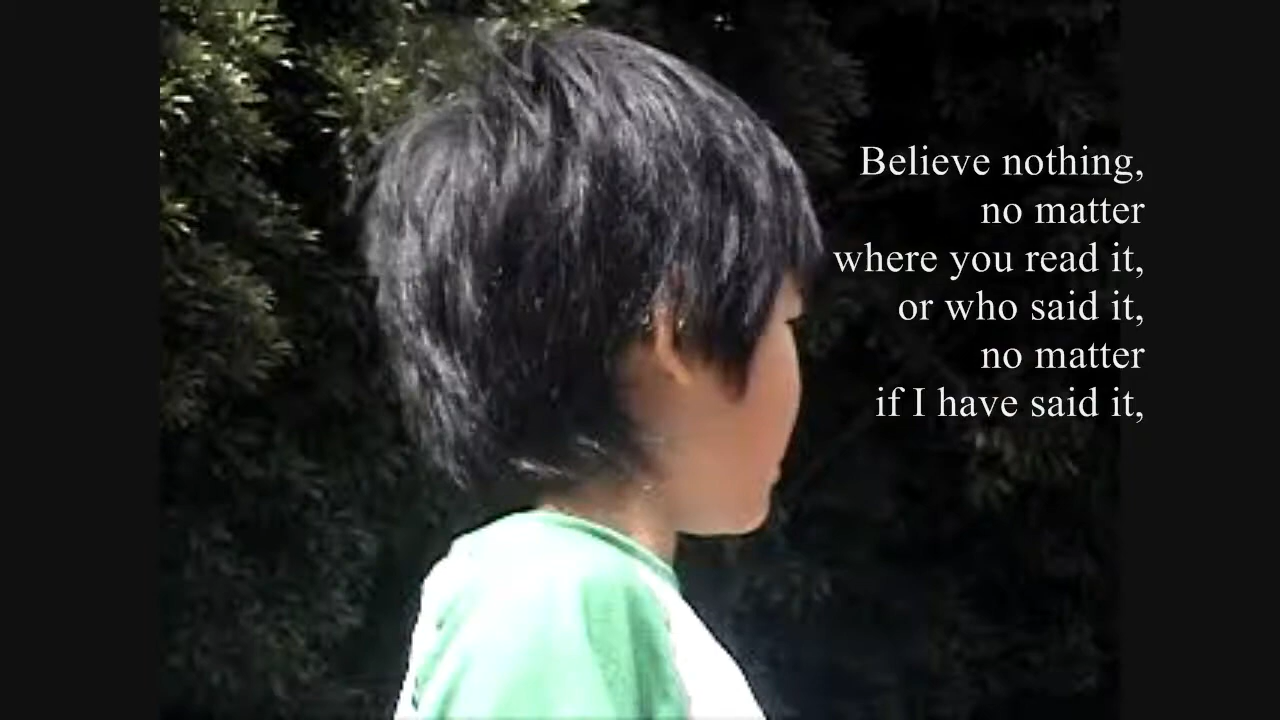 Believe nothing,
no matter
where you read it,
or who said it,
no matter
if I have said it,